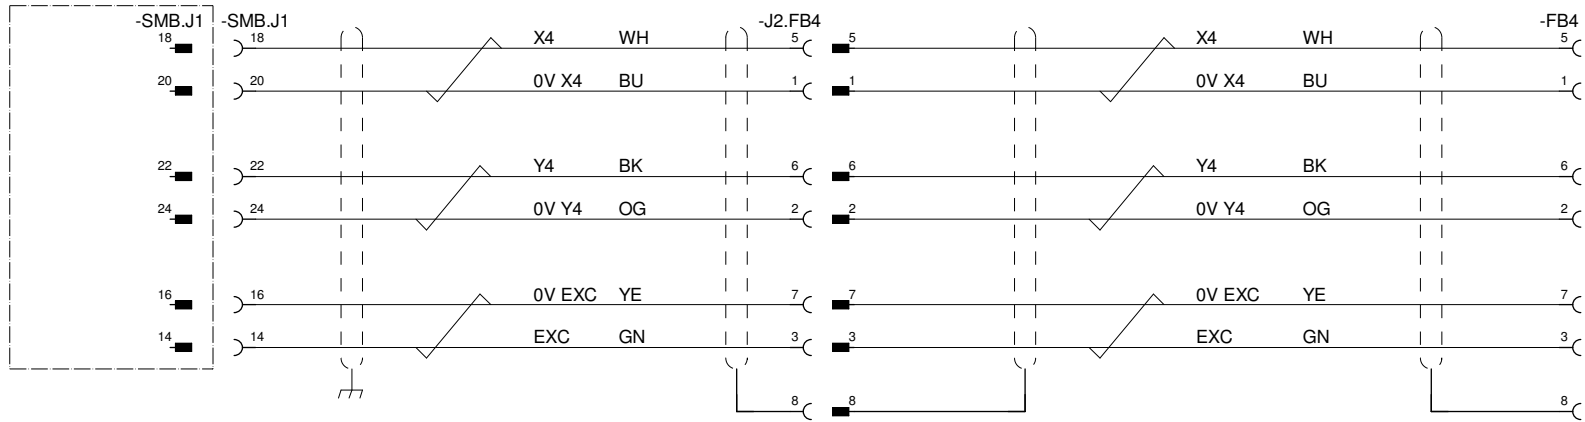 -SMB.J1 -SMB.J1 -J2.FB4 -FB4
18 18 X4 WH 5 5 X4 WH 5
20 20 0V X4 BU 1 1 0V X4 BU 1
22 22 Y4 BK 6 6 Y4 BK 6
24 24 0V Y4 OG 2 2 0V Y4 OG 2
16 16 0V EXC YE 7 7 0V EXC YE 7
14 14 EXC GN 3 3 EXC GN 3
8 8 8